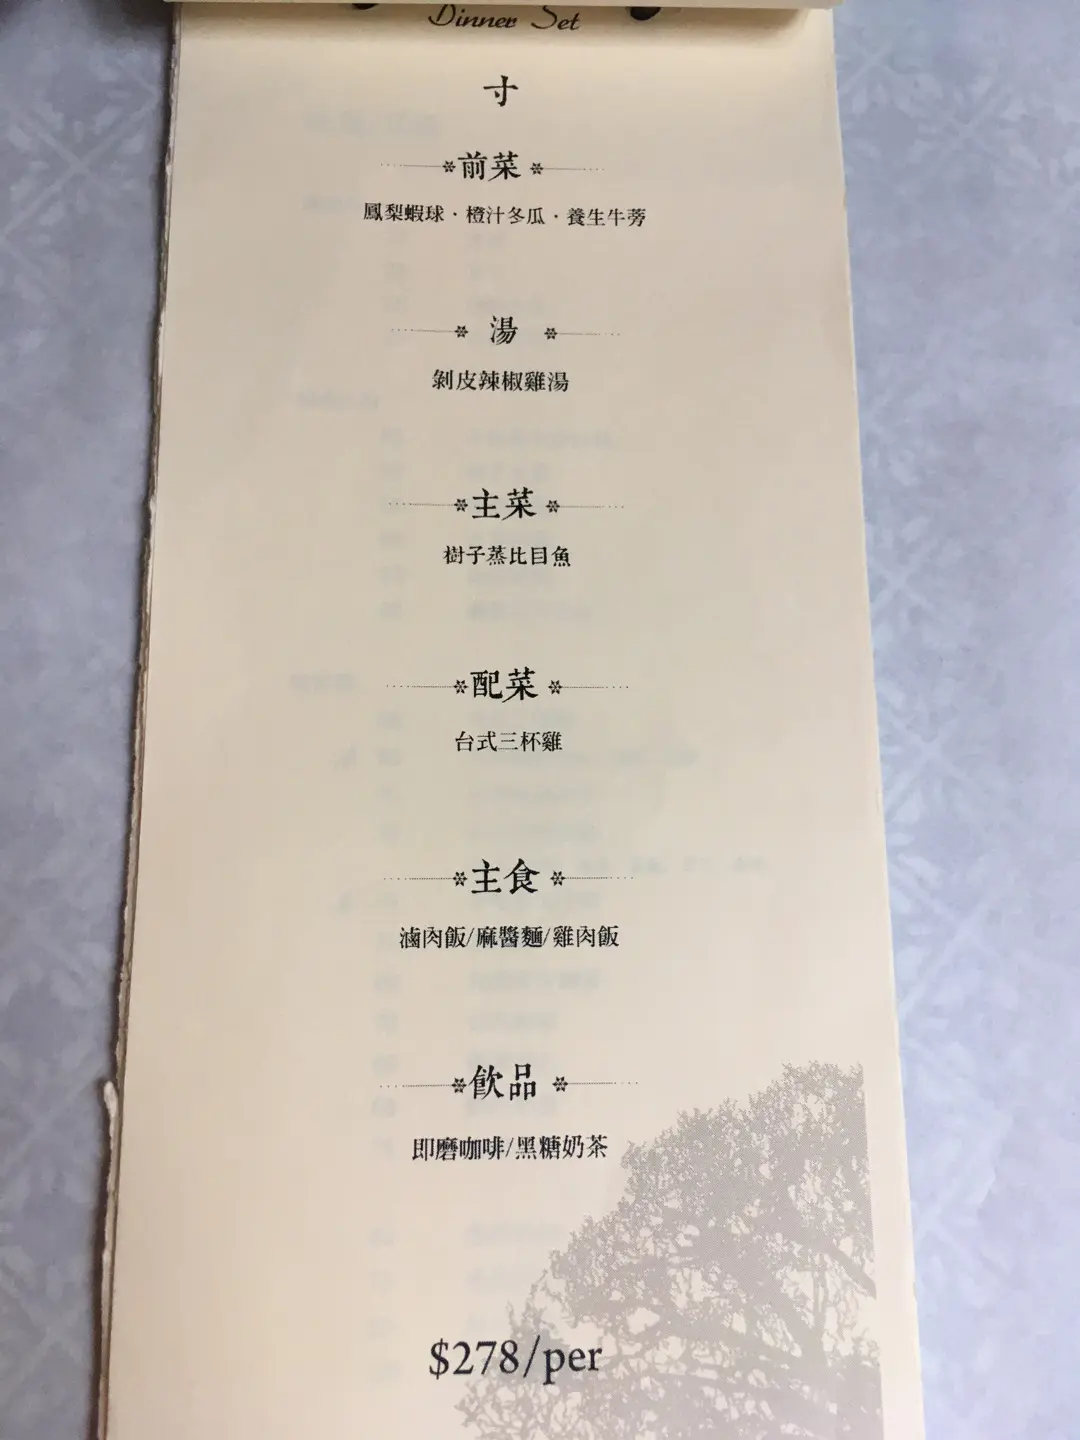 Dinner Set
寸
前菜
鳳梨蝦球·橙汁冬瓜·養生牛蒡
湯
剝皮辣椒雞湯
主菜
樹子蒸比目魚
配菜
台式三杯雞
主食
滷肉飯/麻醬麵/雞肉飯
飲品
即磨咖啡/黑糖奶茶
$278/per